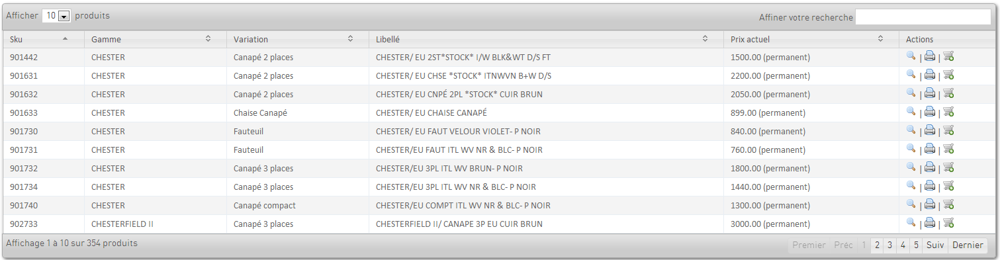 Afficher 10 produits Affiner votre recherche
Sku Gamme Variation Libellé Prix actuel Actions
901442 CHESTER Canapé 2 places CHESTER/ EU 2ST*STOCK* I/W BLK&WT D/S FT 1500.00 (permanent) | |
901631 CHESTER Canapé 2 places CHESTER/ EU CHSE *STOCK* ITNWVN B+W D/S 2200.00 (permanent) | |
901632 CHESTER Canapé 2 places CHESTER/ EU CNPÉ 2PL *STOCK* CUIR BRUN 2050.00 (permanent) | |
901633 CHESTER Chaise Canapé CHESTER/ EU CHAISE CANAPÉ 899.00 (permanent) | |
901730 CHESTER Fauteuil CHESTER/ EU FAUT VELOUR VIOLET- P NOIR 840.00 (permanent) | |
901731 CHESTER Fauteuil CHESTER/EU FAUT ITL WV NR & BLC- P NOIR 760.00 (permanent) | |
901732 CHESTER Canapé 3 places CHESTER/EU 3PL ITL WV BRUN- P NOIR 1800.00 (permanent) | |
901734 CHESTER Canapé 3 places CHESTER/EU 3PL ITL WV NR & BLC- P NOIR 1440.00 (permanent) | |
901740 CHESTER Canapé compact CHESTER/EU COMPT ITL WV NR & BLC- P NOIR 1300.00 (permanent) | |
902733 CHESTERFIELD II Canapé 3 places CHESTERFIELD II/ CANAPE 3P EU CUIR BRUN 3000.00 (permanent) | |
Affichage 1 à 10 sur 354 produits Premier Préc 1 2 3 4 5 Suiv Dernier